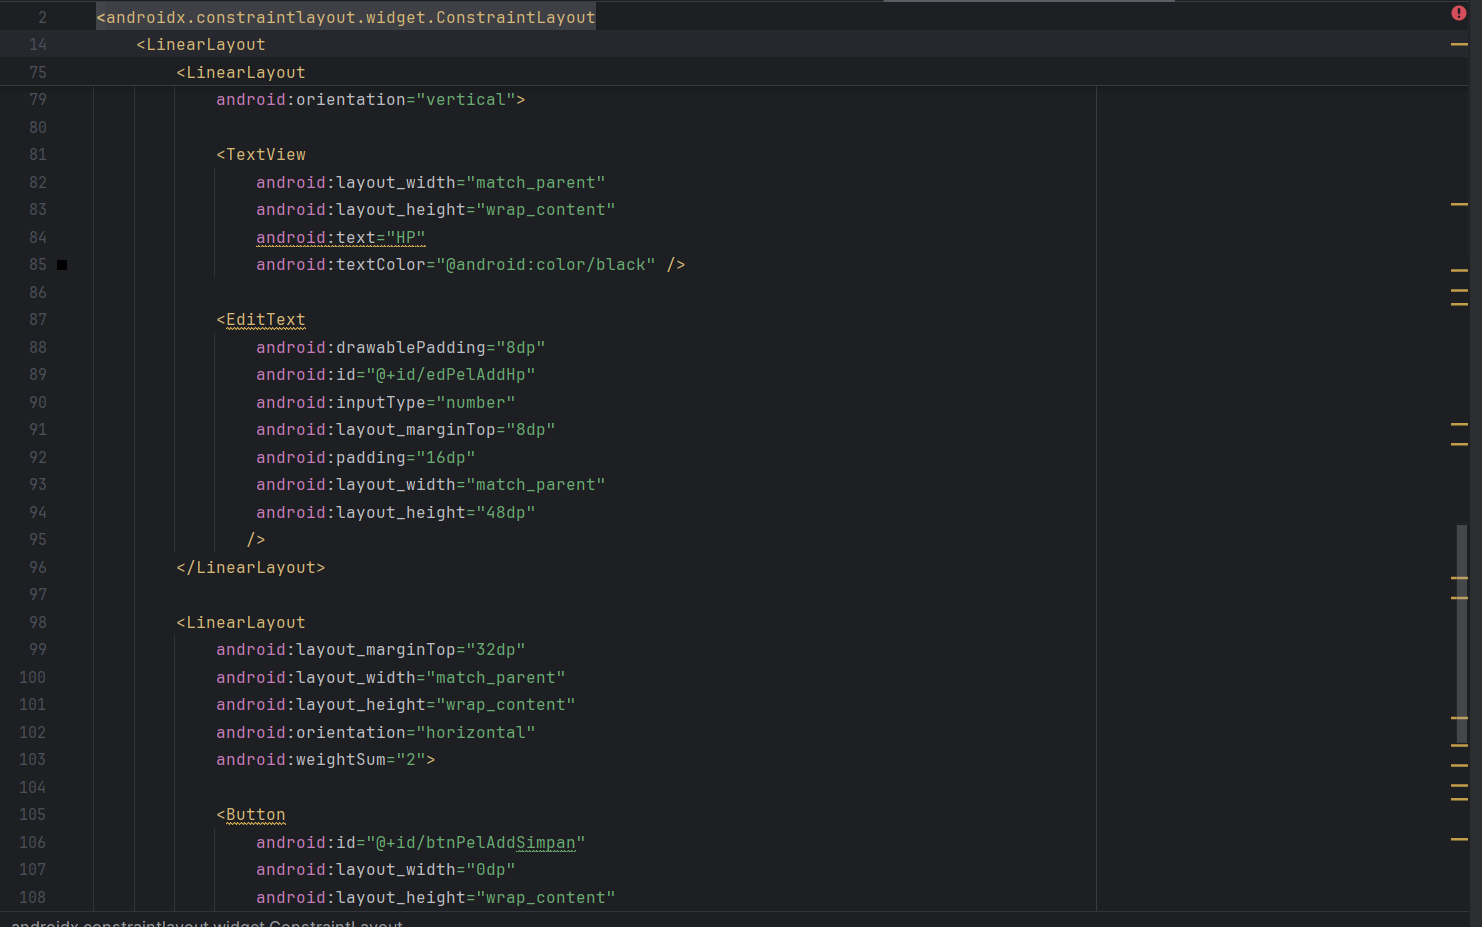 2 <androidx.constraintlayout.widget.ConstraintLayout
14 <LinearLayout
75 <LinearLayout
79 android:orientation="vertical">
80
81 <TextView
82 android:layout_width="match_parent"
83 android:layout_height="wrap_content"
84 android:text="HP"
85 android:textColor="@android:color/black" />
86
87 <EditText
88 android:drawablePadding="8dp"
89 android:id="@+id/edPelAddHp"
90 android:inputType="number"
91 android:layout_marginTop="8dp"
92 android:padding="16dp"
93 android:layout_width="match_parent"
94 android:layout_height="48dp"
95 />
96 </LinearLayout>
97
98 <LinearLayout
99 android:layout_marginTop="32dp"
100 android:layout_width="match_parent"
101 android:layout_height="wrap_content"
102 android:orientation="horizontal"
103 android:weightSum="2">
104
105 <Button
106 android:id="@+id/btnPelAddSimpan"
107 android:layout_width="0dp"
108 android:layout_height="wrap_content"
androidx.constraintlayout.widget.ConstraintLayout